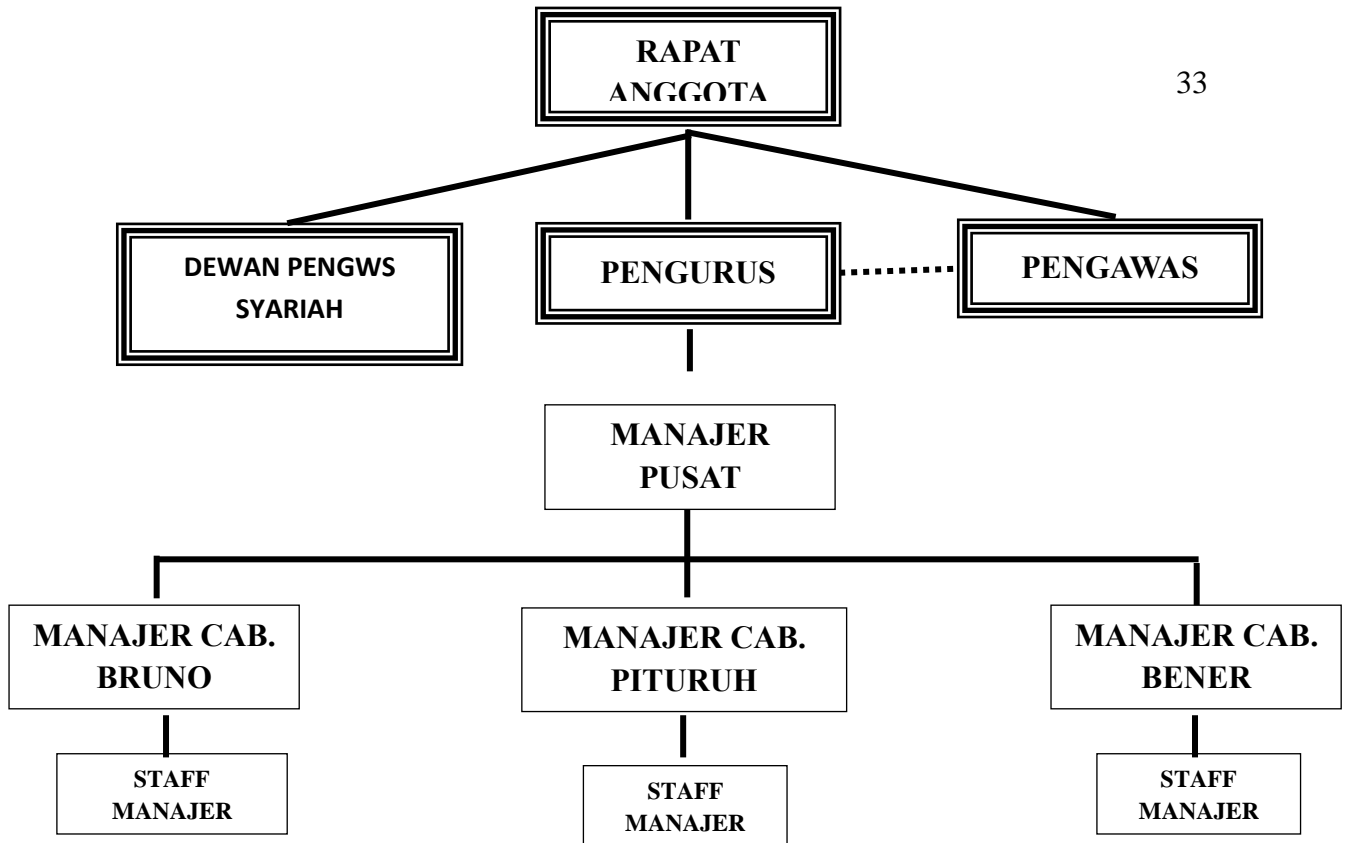 RAPAT
ANGGOTA
33
DEWAN PENGWS
SYARIAH
PENGURUS
PENGAWAS
MANAJER
PUSAT
MANAJER CAB.
BRUNO
MANAJER CAB.
PITURUH
MANAJER CAB.
BENER
STAFF
MANAJER
STAFF
MANAJER
STAFF
MANAJER